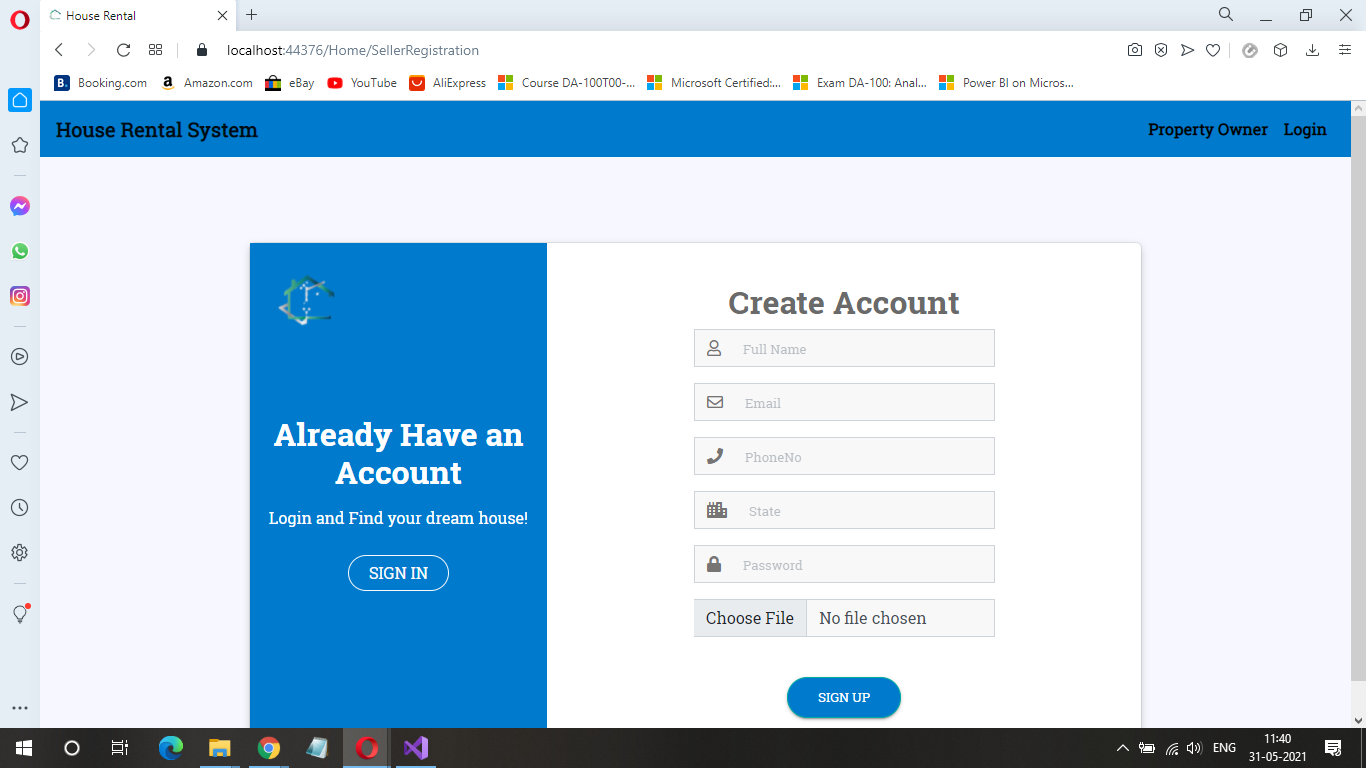 House Rental
localhost:44376/Home/SellerRegistration
B. Booking.com a Amazon.com eBay YouTube AliExpress Course DA-100T00-... Microsoft Certified:... Exam DA-100: Anal... Power BI on Micros...
House Rental System Property Owner Login
Already Have an
Account
Login and Find your dream house!
SIGN IN
Create Account
Full Name
Email
PhoneNo
State
Password
Choose File No file chosen
SIGN UP
ENG 11:40
31-05-2021